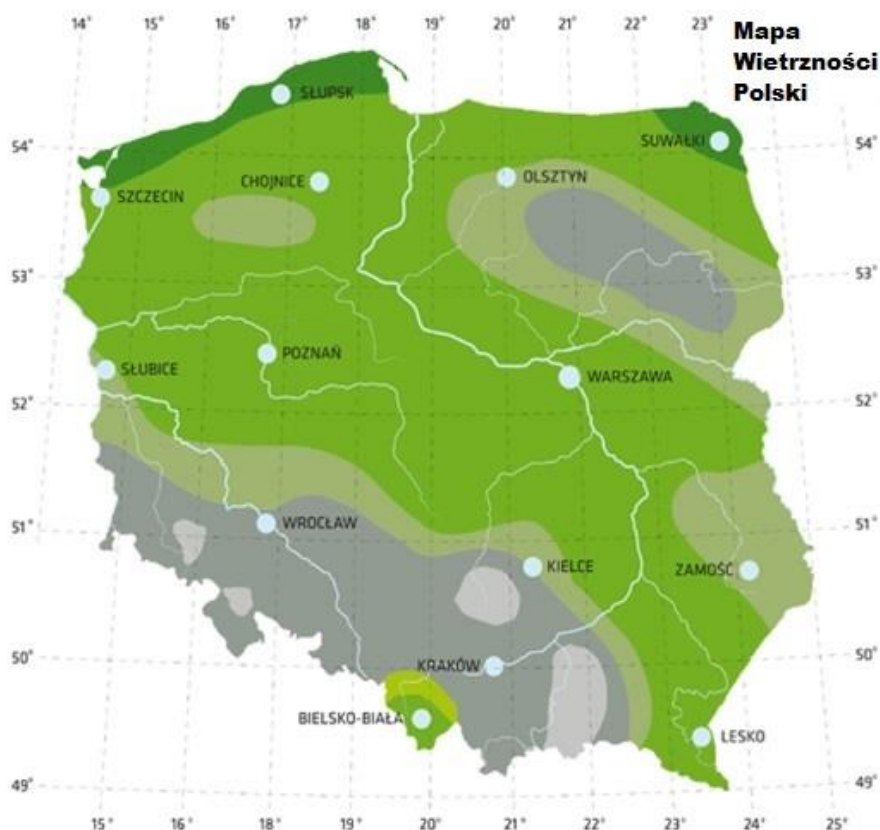 14° 15° 16° 17° 18° 19° 20° 21° 22° 23°
Mapa
Wietrzności
Polski
SŁUPSK
54°
SUWAŁKI
54°
CHOJNICE
OLSZTYN
SZCZECIN
53°
53°
POZNAŃ
SŁUBICE
WARSZAWA
52°
52°
51°
WROCŁAW
51°
KIELCE
ZAMOŚĆ
50°
KRAKÓW
50°
BIELSKO-BIAŁA
LESKO
49°
49°
15° 16° 18° 19° 20° 21° 22° 23° 24° 25°